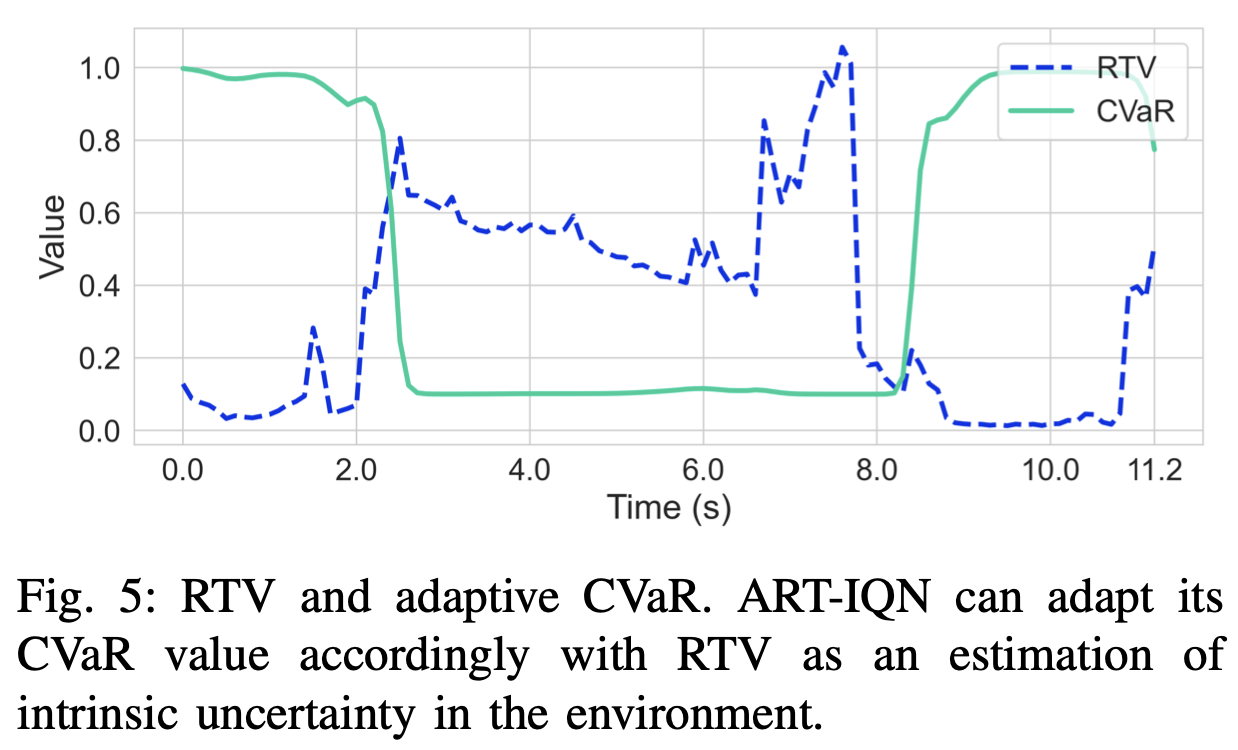 1.0
0.8
0.6
0.4
0.2
0.0
Value
RTV
CVaR
0.0 2.0 4.0 6.0 8.0 10.0 11.2
Time (s)
Fig. 5: RTV and adaptive CVaR. ART-IQN can adapt its
CVaR value accordingly with RTV as an estimation of
intrinsic uncertainty in the environment.